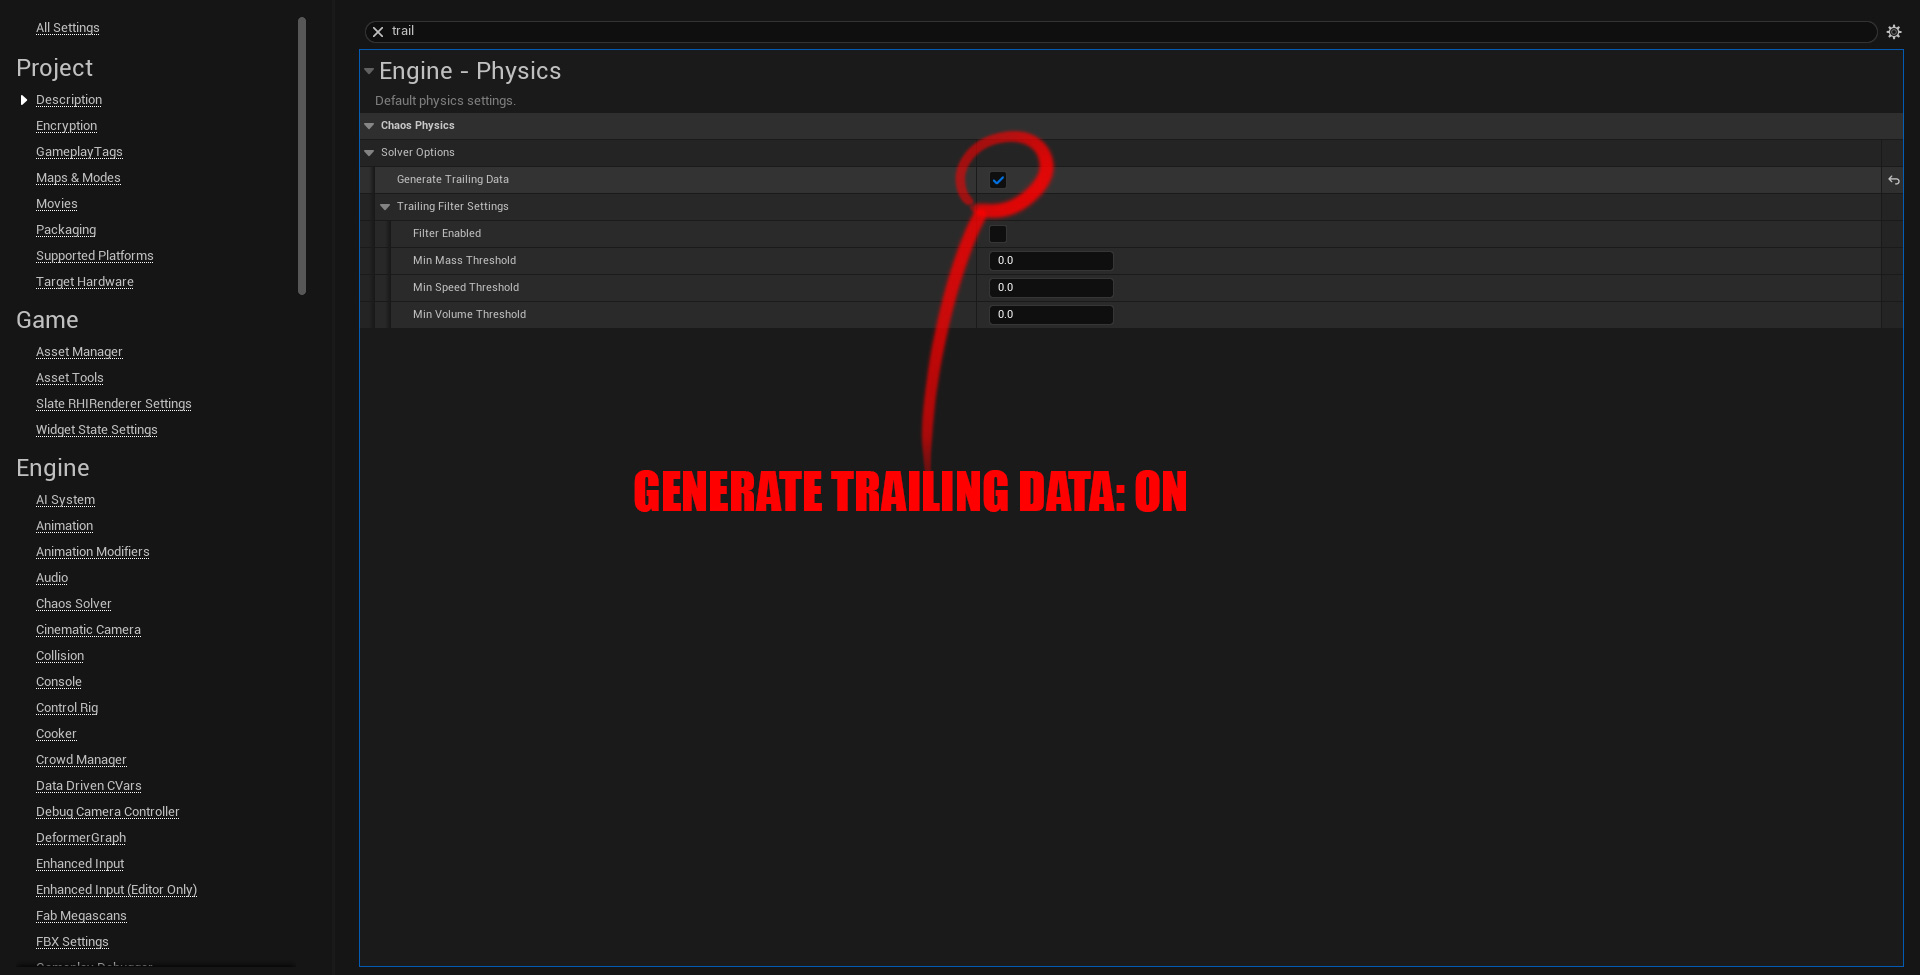 All Settings
Project
Description
Encryption
GameplayTags
Maps & Modes
Movies
Packaging
Supported Platforms
Target Hardware
Game
Asset Manager
Asset Tools
Slate RHIRenderer Settings
Widget State Settings
Engine
AI System
Animation
Animation Modifiers
Audio
Chaos Solver
Cinematic Camera
Collision
Console
Control Rig
Cooker
Crowd Manager
Data Driven CVars
Debug Camera Controller
DeformerGraph
Enhanced Input
Enhanced Input (Editor Only)
Fab Megascans
FBX Settings
trail
Engine - Physics
Default physics settings.
Chaos Physics
Solver Options
Generate Trailing Data
Trailing Filter Settings
Filter Enabled
Min Mass Threshold 0.0
Min Speed Threshold 0.0
Min Volume Threshold 0.0
GENERATE TRAILING DATA: ON